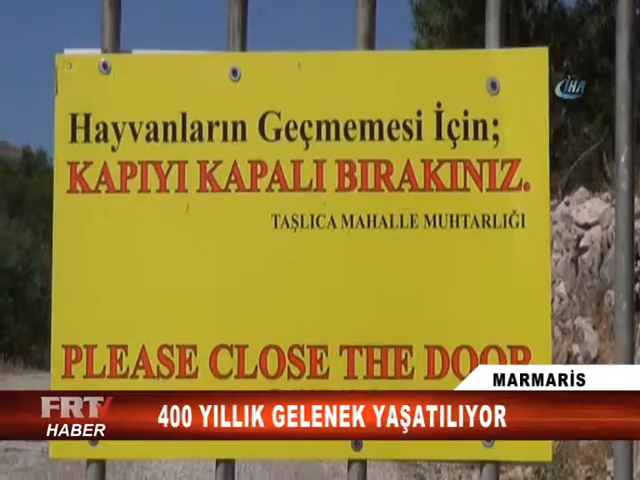 İHA
Hayvanların Geçmemesi İçin;
KAPIYI KAPALI BIRAKINIZ.
TAŞLICA MAHALLE MUHTARLIĞI
PLEASE CLOSE THE DOOR
MARMARİS
FRT
HABER
400 YILLIK GELENEK YAŞATILIYOR